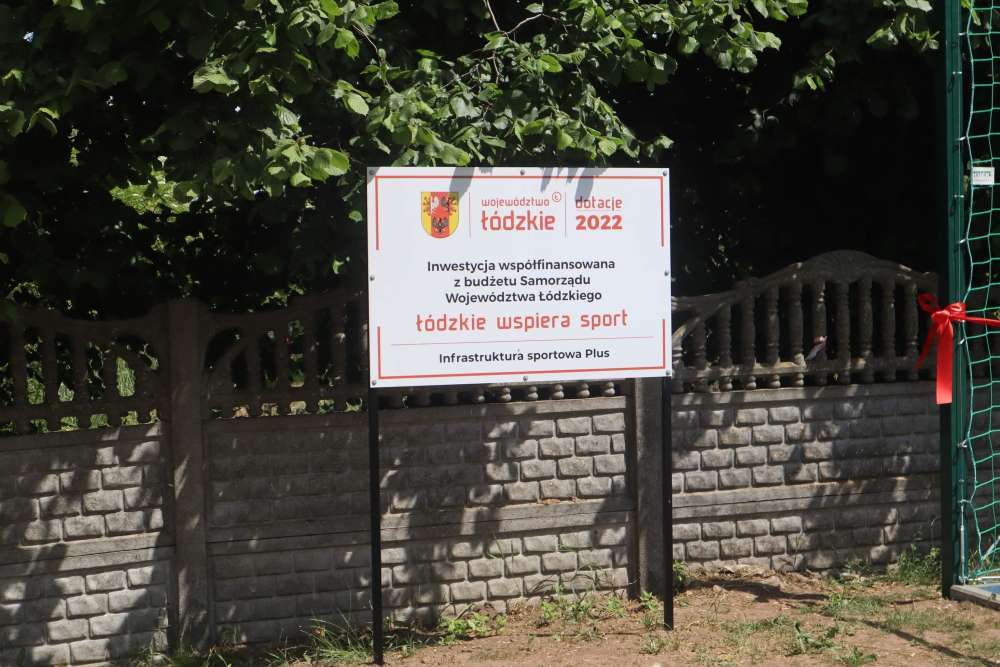 województwo
Łódzkie
dotacje
2022
Inwestycja współfinansowana
z budżetu Samorządu
Województwa Łódzkiego
Łódzkie wspiera sport
Infrastruktura sportowa Plus